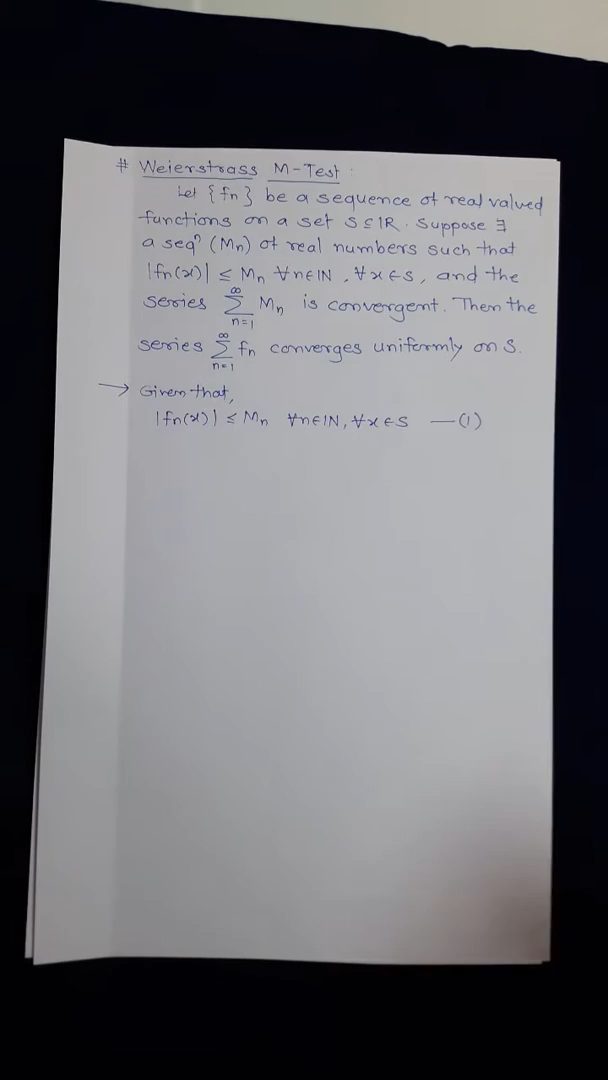 # Weierstrass M-Test :
Let {fn} be a sequence of real valued
functions on a set S⊆ℝ. Suppose ∃
a seqⁿ (Mn) of real numbers such that
|fn(x)| ≤ Mn ∀n∈ℕ, ∀x∈S, and the
series ∑_{n=1}^{∞} Mn is convergent. Then the
series ∑_{n=1}^{∞} fn converges uniformly on S.
→ Given that,
|fn(x)| ≤ Mn ∀n∈ℕ, ∀x∈S —(1)